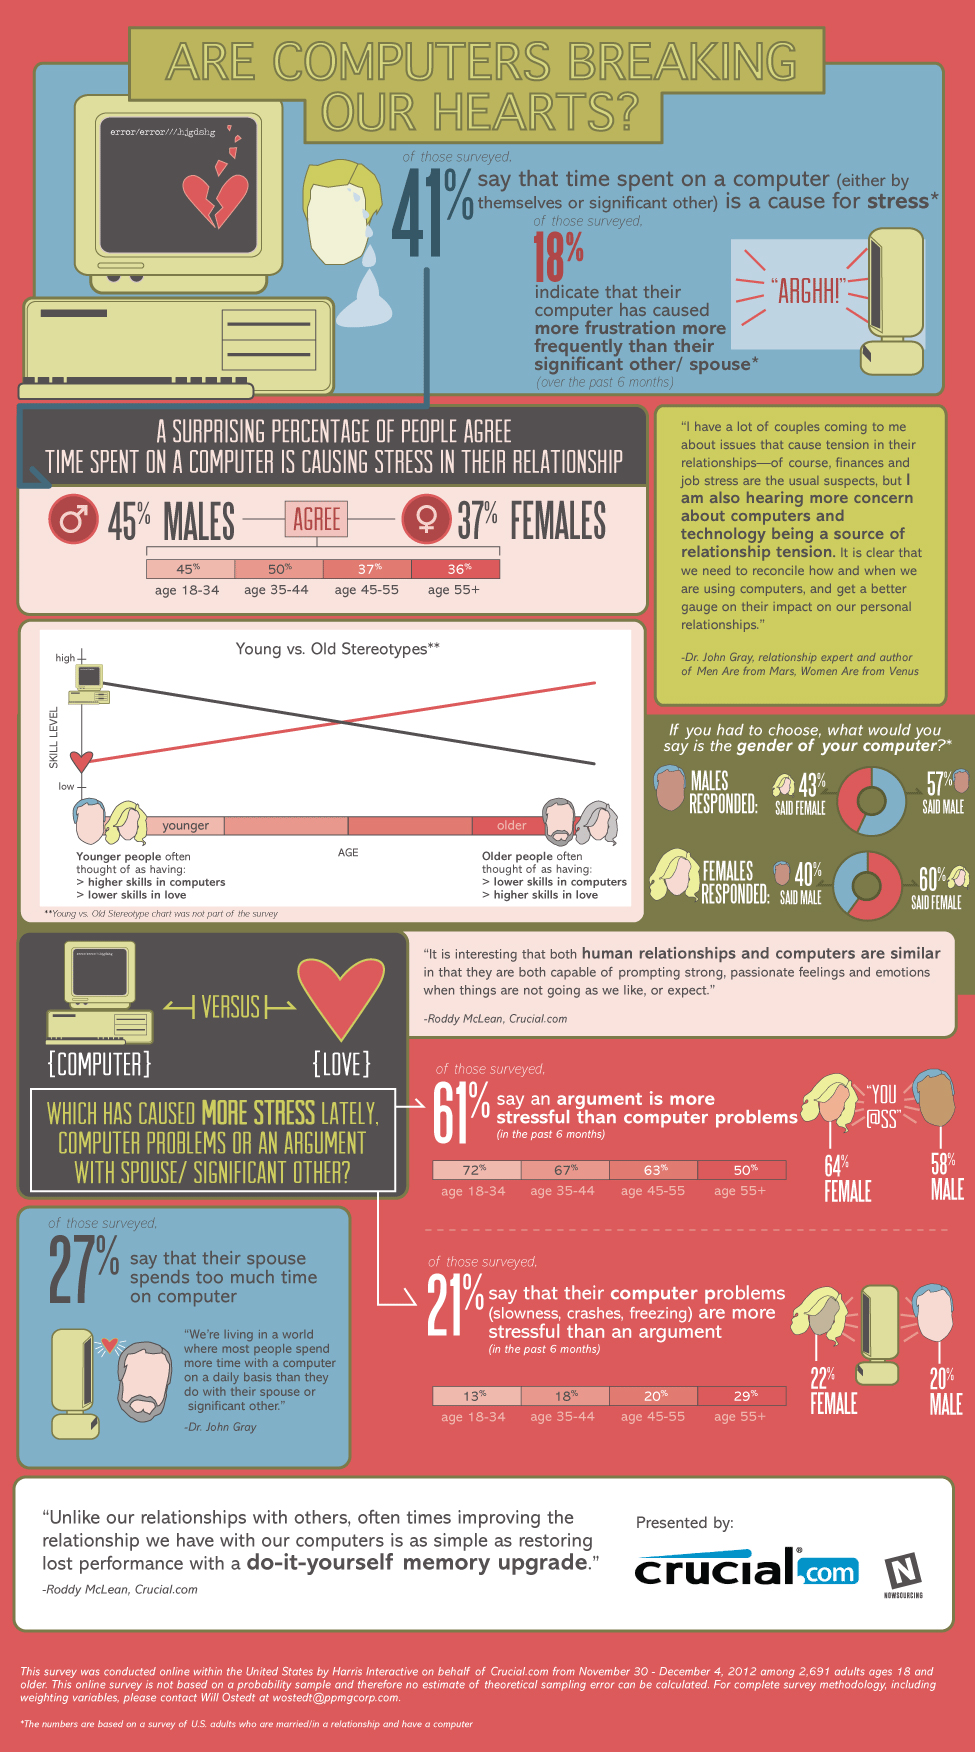 ARE COMPUTERS BREAKING
OUR HEARTS?
error/error///.hjgdshg
of those surveyed,
41% say that time spent on a computer (either by
themselves or significant other) is a cause for stress*
of those surveyed,
18%
indicate that their
computer has caused
more frustration more
frequently than their
significant other/ spouse*
(over the past 6 months)
“ARGHH!”
A SURPRISING PERCENTAGE OF PEOPLE AGREE
TIME SPENT ON A COMPUTER IS CAUSING STRESS IN THEIR RELATIONSHIP
45% MALES AGREE 37% FEMALES
45% 50% 37% 36%
age 18-34 age 35-44 age 45-55 age 55+
“I have a lot of couples coming to me
about issues that cause tension in their
relationships—of course, finances and
job stress are the usual suspects, but I
am also hearing more concern
about computers and
technology being a source of
relationship tension. It is clear that
we need to reconcile how and when we
are using computers, and get a better
gauge on their impact on our personal
relationships.”
-Dr. John Gray, relationship expert and author
of Men Are from Mars, Women Are from Venus
Young vs. Old Stereotypes**
high
SKILL LEVEL
low
younger older
AGE
Younger people often
thought of as having:
> higher skills in computers
> lower skills in love
Older people often
thought of as having:
> lower skills in computers
> higher skills in love
**Young vs. Old Stereotype chart was not part of the survey
If you had to choose, what would you
say is the gender of your computer?*
MALES
RESPONDED:
43%
SAID FEMALE
57%
SAID MALE
FEMALES
RESPONDED:
40%
SAID MALE
60%
SAID FEMALE
VERSUS
{COMPUTER} {LOVE}
WHICH HAS CAUSED MORE STRESS LATELY,
COMPUTER PROBLEMS OR AN ARGUMENT
WITH SPOUSE/ SIGNIFICANT OTHER?
“It is interesting that both human relationships and computers are similar
in that they are both capable of prompting strong, passionate feelings and emotions
when things are not going as we like, or expect.”
-Roddy McLean, Crucial.com
of those surveyed,
61% say an argument is more
stressful than computer problems
(in the past 6 months)
72% 67% 63% 50%
age 18-34 age 35-44 age 45-55 age 55+
“YOU
@SS”
64%
FEMALE
58%
MALE
of those surveyed,
27% say that their spouse
spends too much time
on computer
“We’re living in a world
where most people spend
more time with a computer
on a daily basis than they
do with their spouse or
significant other.”
-Dr. John Gray
of those surveyed,
21% say that their computer problems
(slowness, crashes, freezing) are more
stressful than an argument
(in the past 6 months)
13% 18% 20% 29%
age 18-34 age 35-44 age 45-55 age 55+
22%
FEMALE
20%
MALE
“Unlike our relationships with others, often times improving the
relationship we have with our computers is as simple as restoring
lost performance with a do-it-yourself memory upgrade.”
-Roddy McLean, Crucial.com
Presented by:
crucial.com®
N
NOWSOURCING
This survey was conducted online within the United States by Harris Interactive on behalf of Crucial.com from November 30 - December 4, 2012 among 2,691 adults ages 18 and
older. This online survey is not based on a probability sample and therefore no estimate of theoretical sampling error can be calculated. For complete survey methodology, including
weighting variables, please contact Will Ostedt at wostedt@ppmgcorp.com.
*The numbers are based on a survey of U.S. adults who are married/in a relationship and have a computer